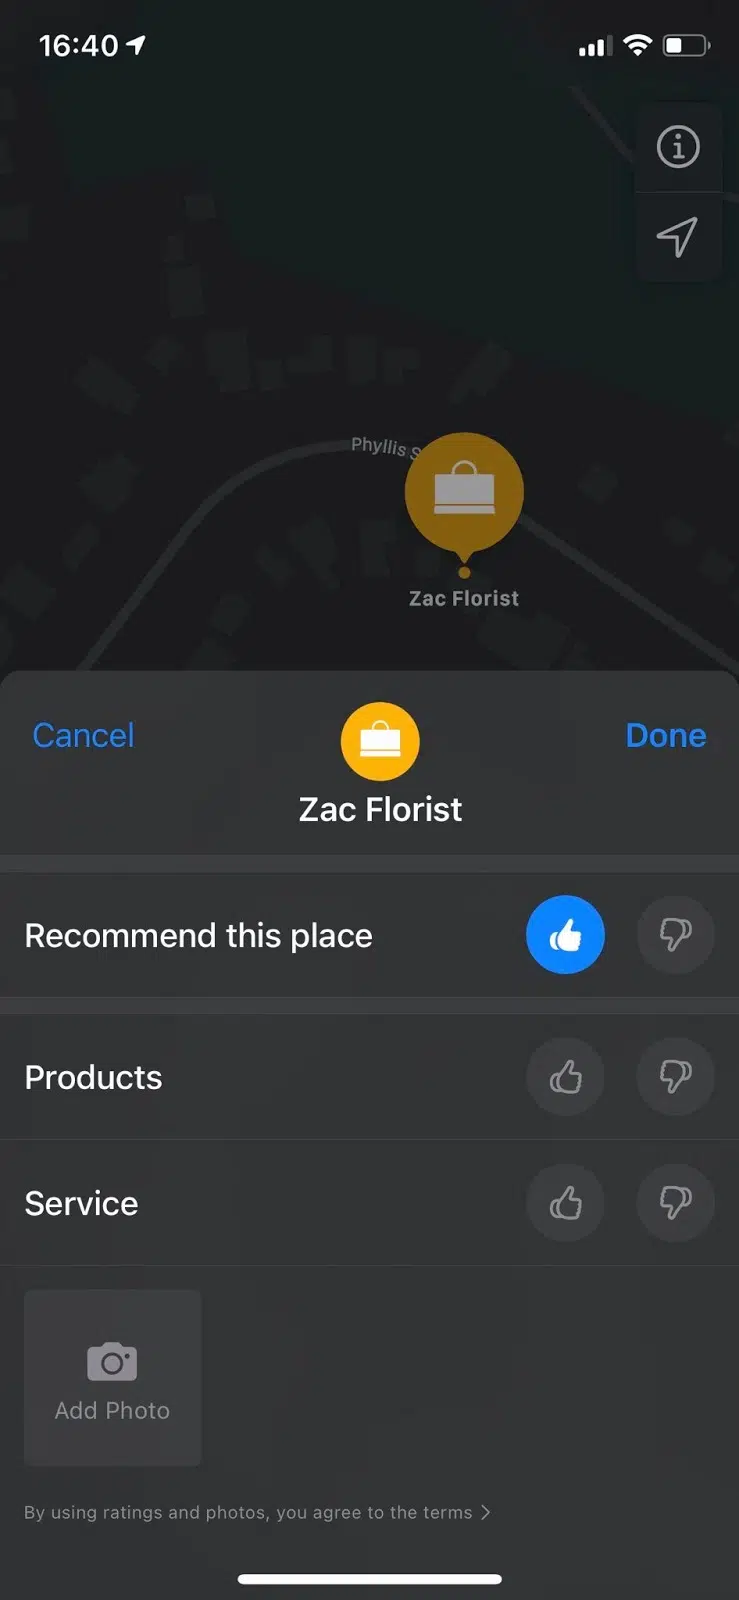 16:40
Phyllis S
Zac Florist
Cancel
Done
Zac Florist
Recommend this place
Products
Service
Add Photo
By using ratings and photos, you agree to the terms